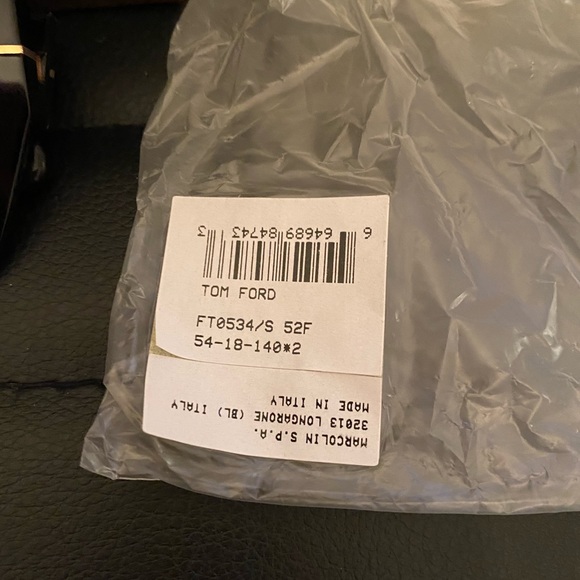 6 64689 84743 3
TOM FORD
FT0534/S 52F
54-18-140*2
MARCOLIN S.P.A.
32013 LONGARONE (BL) ITALY
MADE IN ITALY